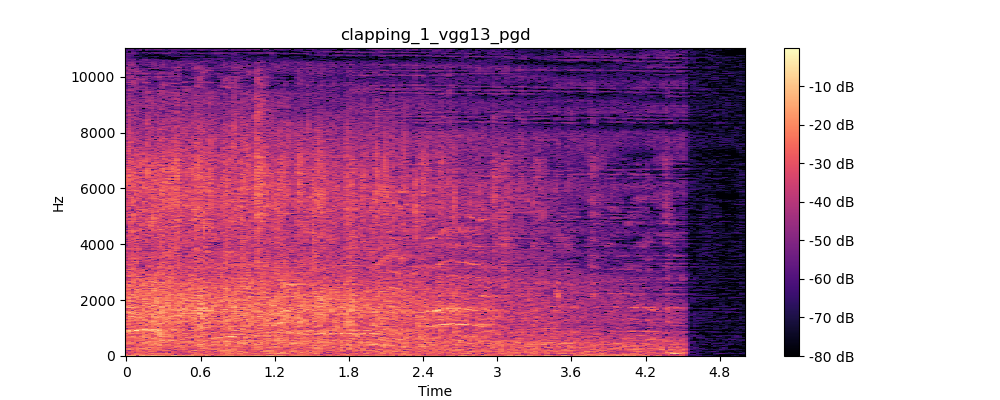 clapping_1_vgg13_pgd
10000
8000
6000
4000
2000
0
Hz
0 0.6 1.2 1.8 2.4 3 3.6 4.2 4.8
Time
-10 dB
-20 dB
-30 dB
-40 dB
-50 dB
-60 dB
-70 dB
-80 dB